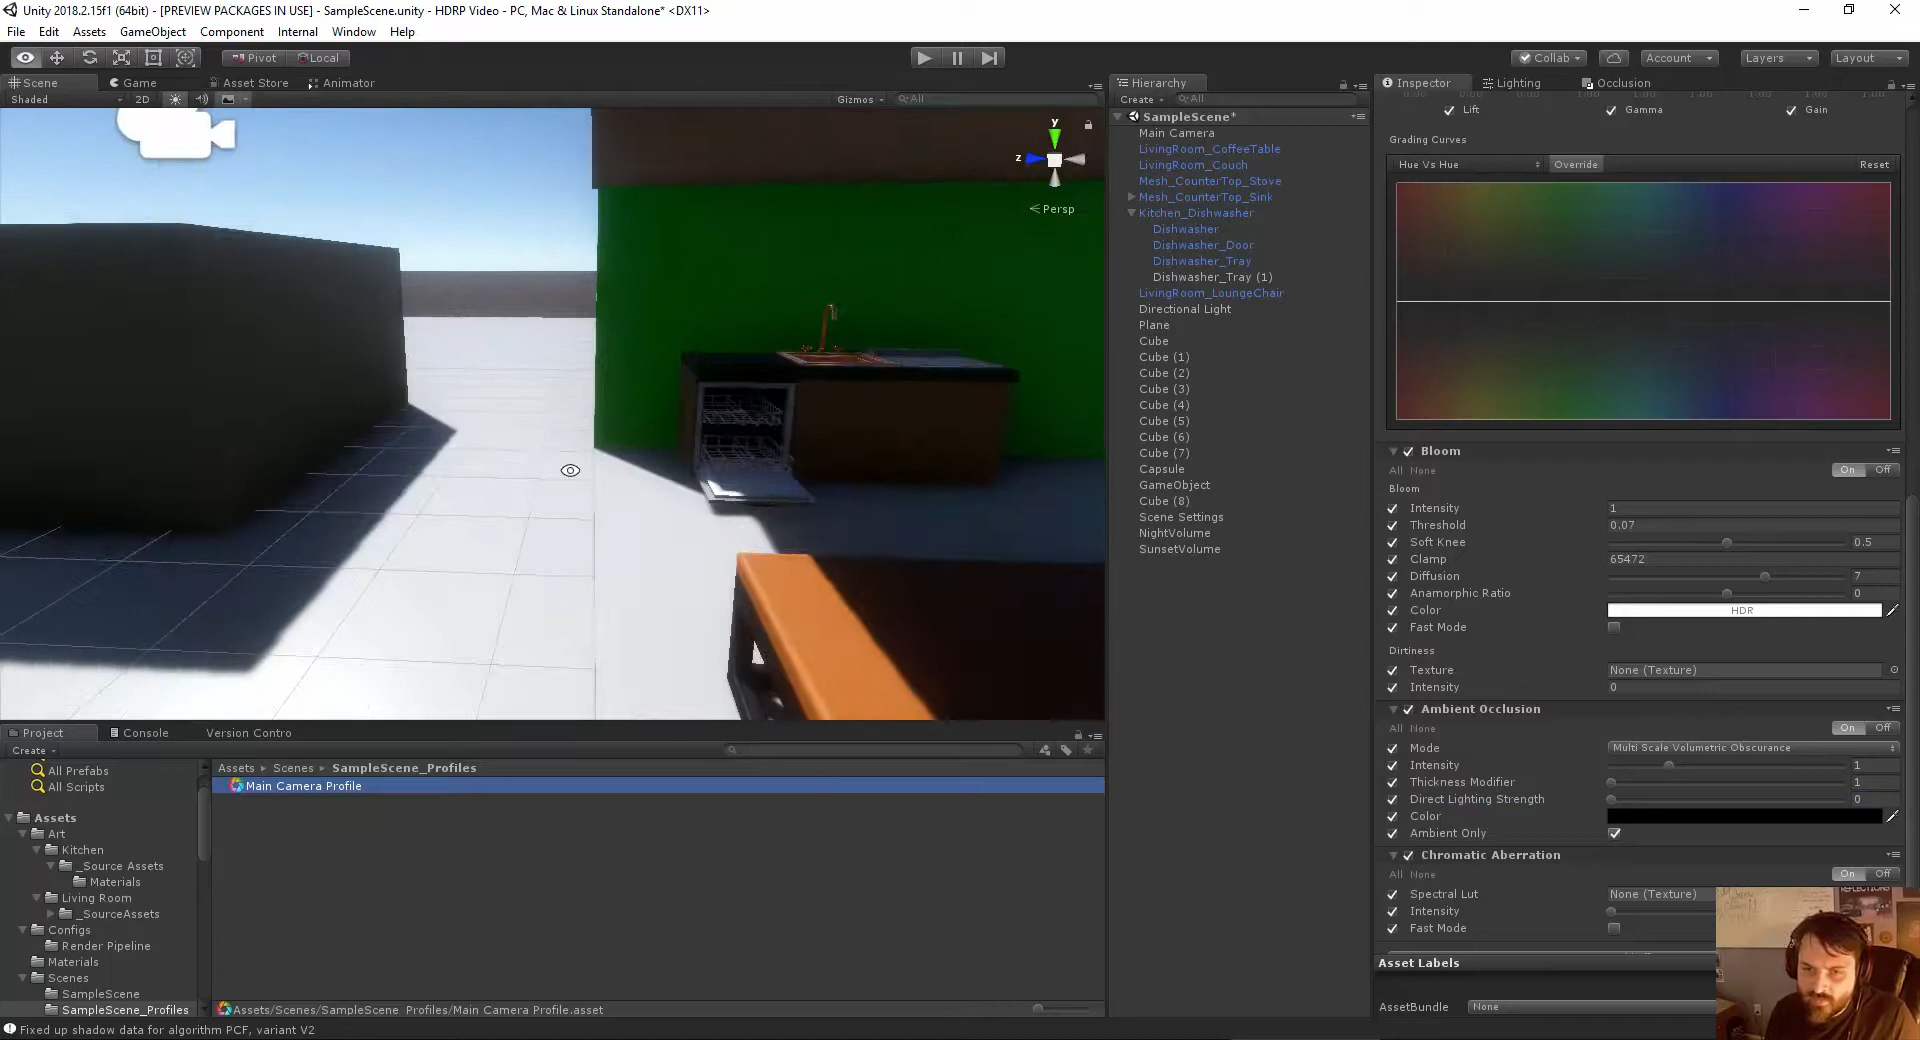 Unity 2018.2.15f1 (64bit) - [PREVIEW PACKAGES IN USE] - SampleScene.unity - HDRP Video - PC, Mac & Linux Standalone* <DX11>
File Edit Assets GameObject Component Internal Window Help
Pivot Local Collab Account Layers Layout
Scene Game Asset Store Animator
Shaded 2D Gizmos All
y
z
Persp
Hierarchy
Create All
SampleScene*
Main Camera
LivingRoom_CoffeeTable
LivingRoom_Couch
Mesh_CounterTop_Stove
Mesh_CounterTop_Sink
Kitchen_Dishwasher
Dishwasher
Dishwasher_Door
Dishwasher_Tray
Dishwasher_Tray (1)
LivingRoom_LoungeChair
Directional Light
Plane
Cube
Cube (1)
Cube (2)
Cube (3)
Cube (4)
Cube (5)
Cube (6)
Cube (7)
Capsule
GameObject
Cube (8)
Scene Settings
NightVolume
SunsetVolume
Inspector Lighting Occlusion
Lift Gamma Gain
Grading Curves
Hue Vs Hue Override Reset
Bloom
All None On Off
Bloom
Intensity 1
Threshold 0.07
Soft Knee 0.5
Clamp 65472
Diffusion 7
Anamorphic Ratio 0
Color HDR
Fast Mode
Dirtiness
Texture None (Texture)
Intensity 0
Ambient Occlusion
All None On Off
Mode Multi Scale Volumetric Obscurance
Intensity 1
Thickness Modifier 1
Direct Lighting Strength 0
Color
Ambient Only
Chromatic Aberration
All None On Off
Spectral Lut None (Texture)
Intensity
Fast Mode
Asset Labels
AssetBundle None
Project Console Version Contro
Create
All Prefabs
All Scripts
Assets
Art
Kitchen
_Source Assets
Materials
Living Room
_SourceAssets
Configs
Render Pipeline
Materials
Scenes
SampleScene
SampleScene_Profiles
Assets Scenes SampleScene_Profiles
Main Camera Profile
Assets/Scenes/SampleScene_Profiles/Main Camera Profile.asset
Fixed up shadow data for algorithm PCF, variant V2